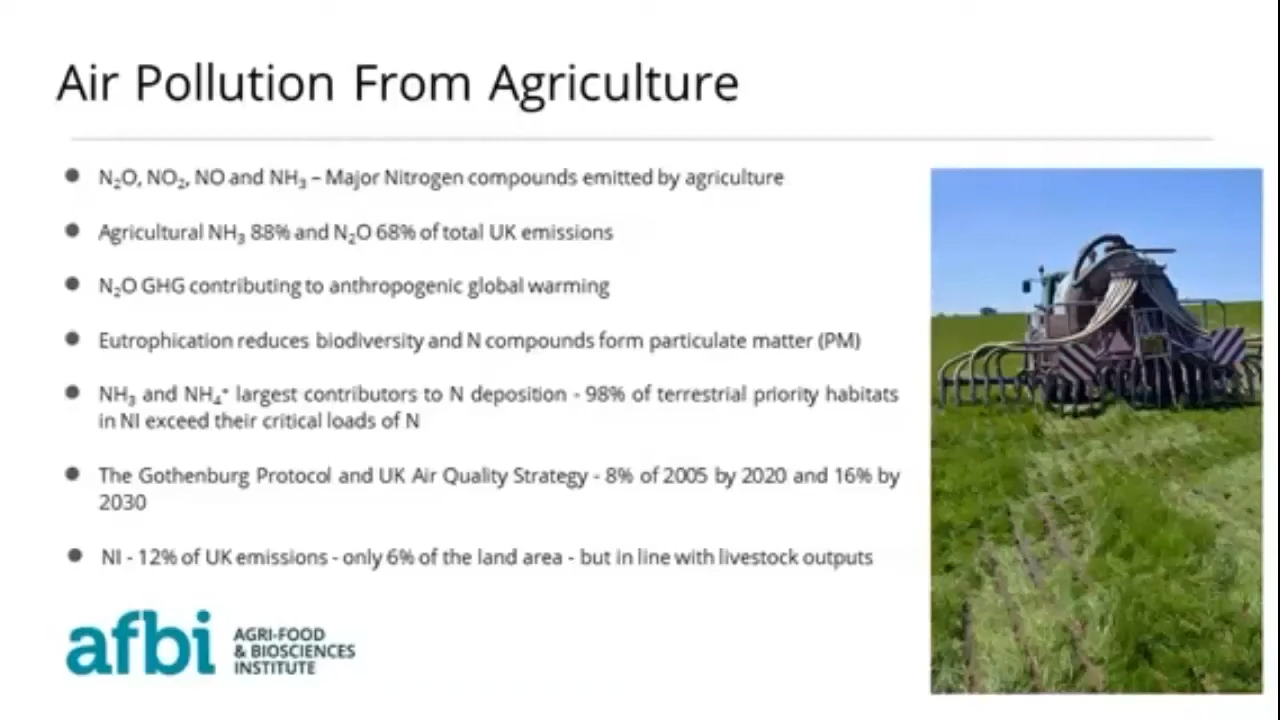 Air Pollution From Agriculture
● N₂O, NO₂, NO and NH₃ – Major Nitrogen compounds emitted by agriculture
● Agricultural NH₃ 88% and N₂O 68% of total UK emissions
● N₂O GHG contributing to anthropogenic global warming
● Eutrophication reduces biodiversity and N compounds form particulate matter (PM)
● NH₃ and NH₄⁺ largest contributors to N deposition - 98% of terrestrial priority habitats
in NI exceed their critical loads of N
● The Gothenburg Protocol and UK Air Quality Strategy - 8% of 2005 by 2020 and 16% by
2030
● NI - 12% of UK emissions - only 6% of the land area - but in line with livestock outputs
afbi
AGRI-FOOD
& BIOSCIENCES
INSTITUTE